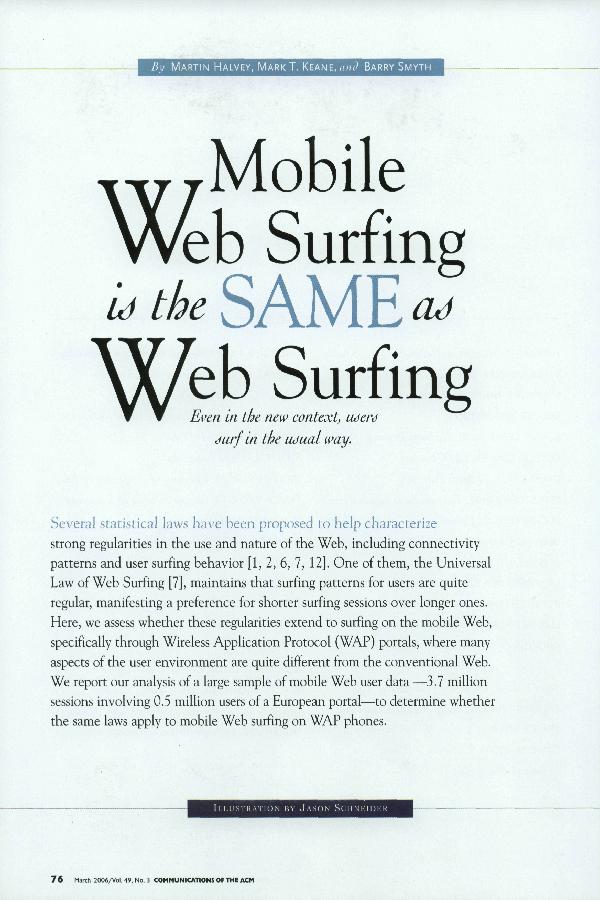 By MARTIN HALVEY, MARK T. KEANE, and BARRY SMYTH
Mobile
Web Surfing
is the SAME as
Web Surfing
Even in the new context, users
surf in the usual way.
Several statistical laws have been proposed to help characterize
strong regularities in the use and nature of the Web, including connectivity
patterns and user surfing behavior [1, 2, 6, 7, 12]. One of them, the Universal
Law of Web Surfing [7], maintains that surfing patterns for users are quite
regular, manifesting a preference for shorter surfing sessions over longer ones.
Here, we assess whether these regularities extend to surfing on the mobile Web,
specifically through Wireless Application Protocol (WAP) portals, where many
aspects of the user environment are quite different from the conventional Web.
We report our analysis of a large sample of mobile Web user data —3.7 million
sessions involving 0.5 million users of a European portal—to determine whether
the same laws apply to mobile Web surfing on WAP phones.
ILLUSTRATION BY JASON SCHNEIDER
76 March 2006/Vol. 49, No. 3 COMMUNICATIONS OF THE ACM